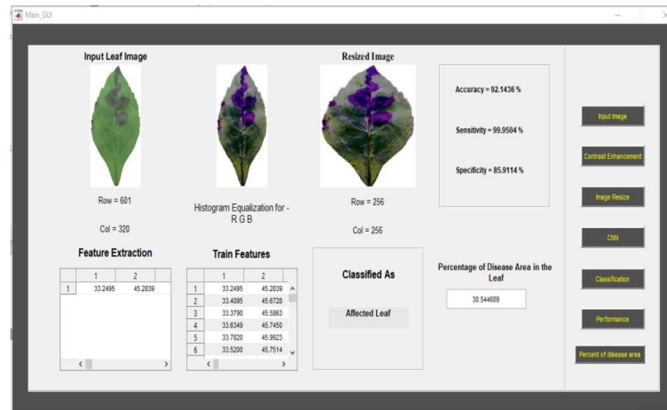 Main_GUI
Input Leaf Image
Resized Image
Row = 601
Col = 320
Histogram Equalization for -
R G B
Row = 256
Col = 256
Accuracy = 92.1436 %
Sensitivity = 99.9504 %
Specificity = 85.9114 %
Feature Extraction
1 2
1 33.2495 45.2839
Train Features
1 2
1 33.2495 45.2839
2 33.4095 45.6728
3 33.3790 45.5863
4 33.6349 45.7450
5 33.7820 45.9923
6 33.5200 45.7514
Classified As
Affected Leaf
Percentage of Disease Area in the
Leaf
30.544689
Input Image
Contrast Enhancement
Image Resize
CNN
Classification
Performance
Percent of disease area